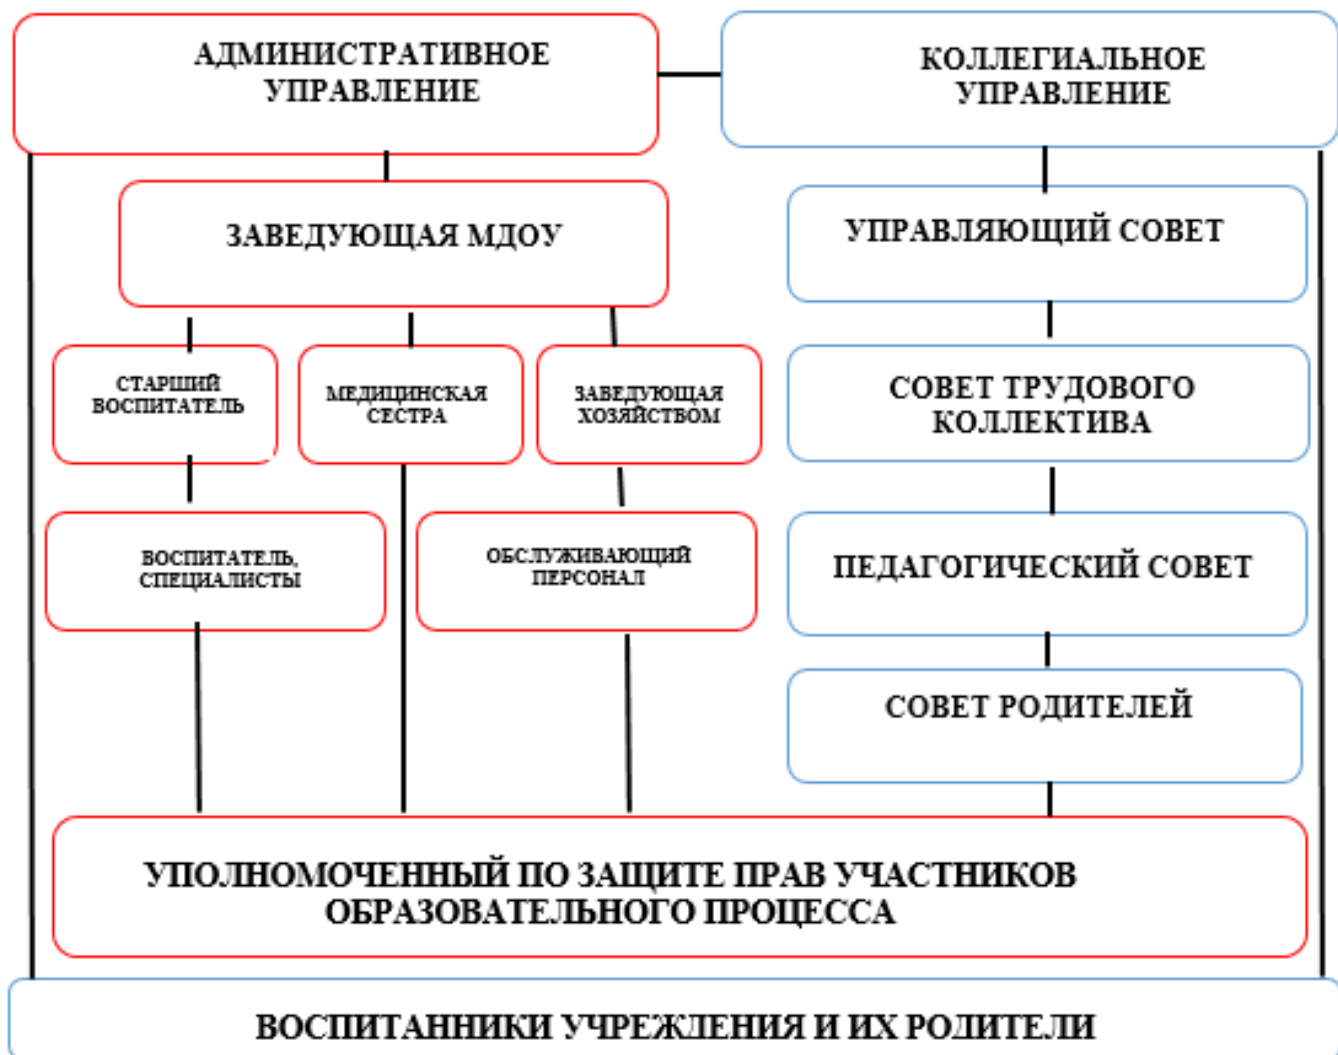 АДМИНИСТРАТИВНОЕ
УПРАВЛЕНИЕ
КОЛЛЕГИАЛЬНОЕ
УПРАВЛЕНИЕ
ЗАВЕДУЮЩАЯ МДОУ
УПРАВЛЯЮЩИЙ СОВЕТ
СТАРШИЙ
ВОСПИТАТЕЛЬ
МЕДИЦИНСКАЯ
СЕСТРА
ЗАВЕДУЮЩАЯ
ХОЗЯЙСТВОМ
СОВЕТ ТРУДОВОГО
КОЛЛЕКТИВА
ВОСПИТАТЕЛЬ,
СПЕЦИАЛИСТЫ
ОБСЛУЖИВАЮЩИЙ
ПЕРСОНАЛ
ПЕДАГОГИЧЕСКИЙ СОВЕТ
СОВЕТ РОДИТЕЛЕЙ
УПОЛНОМОЧЕННЫЙ ПО ЗАЩИТЕ ПРАВ УЧАСТНИКОВ
ОБРАЗОВАТЕЛЬНОГО ПРОЦЕССА
ВОСПИТАННИКИ УЧРЕЖДЕНИЯ И ИХ РОДИТЕЛИ